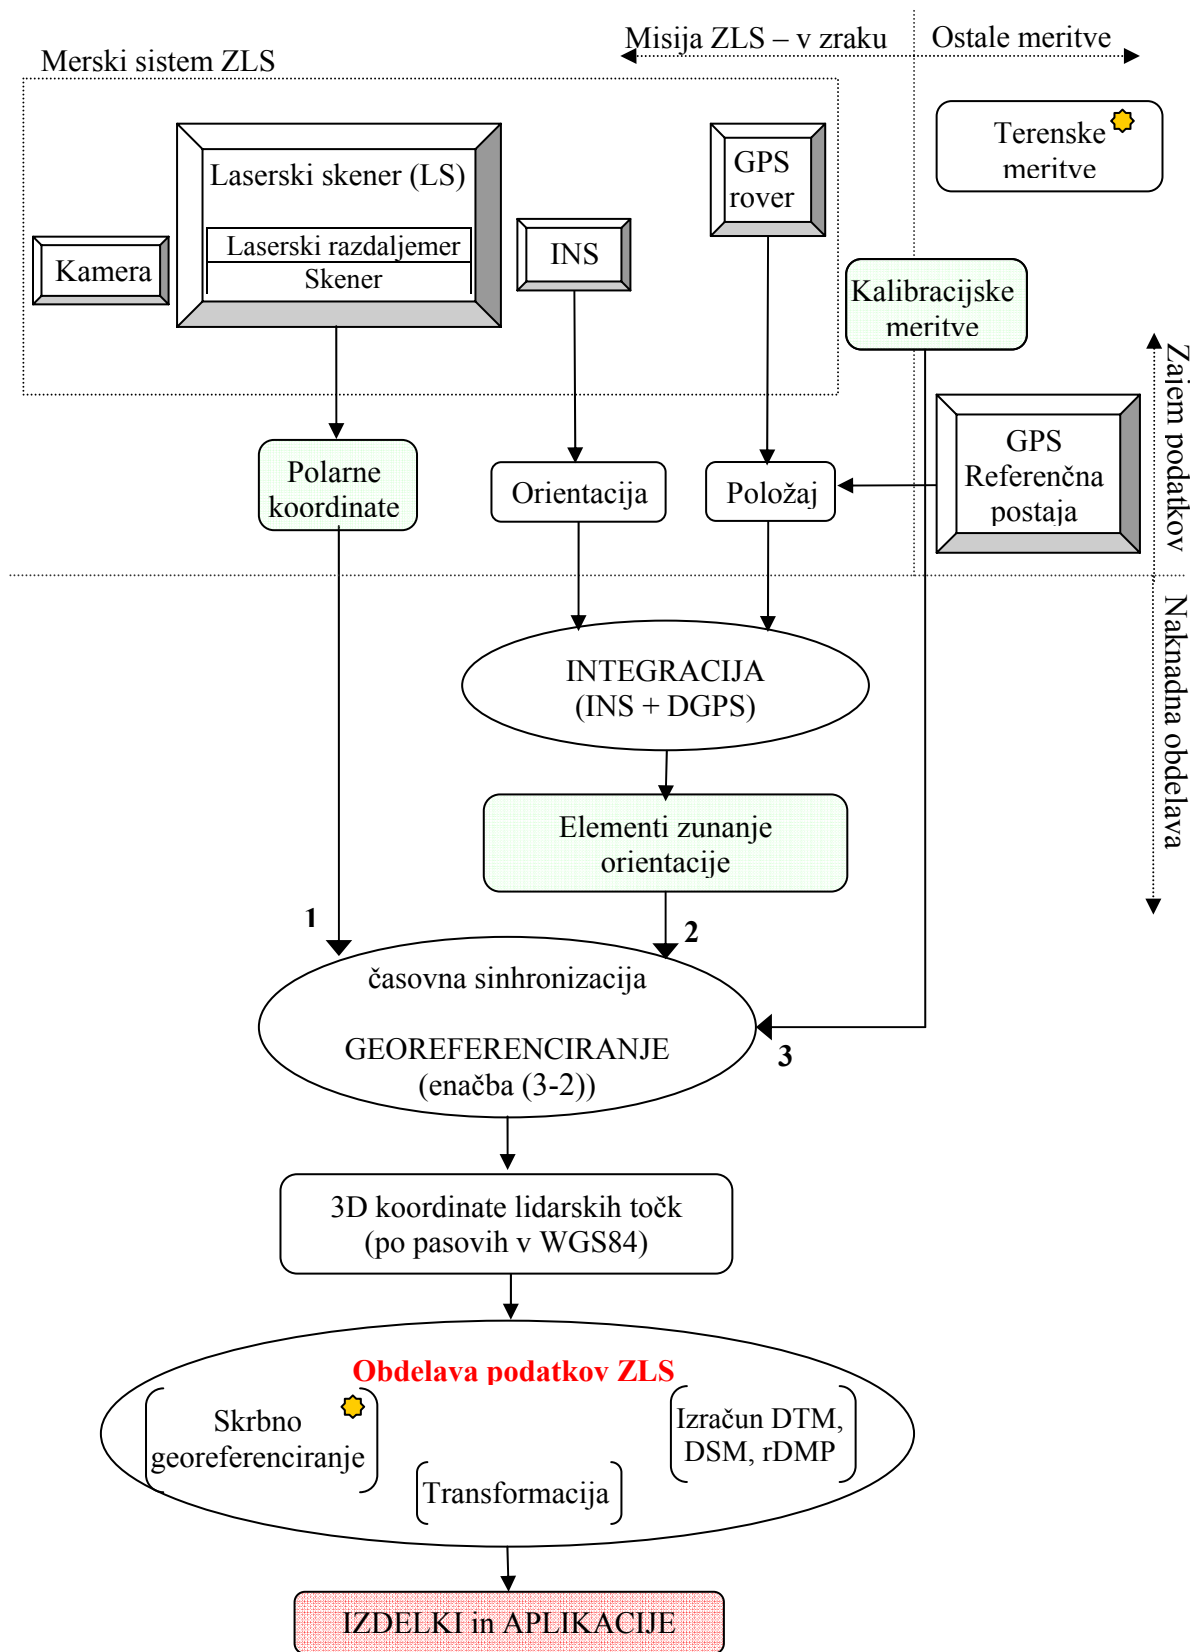 Misija ZLS – v zraku
Ostale meritve
Merski sistem ZLS
Terenske
meritve
Laserski skener (LS)
Laserski razdaljemer
Skener
GPS
rover
Kamera
INS
Kalibracijske
meritve
Zajem podatkov
GPS
Referenčna
postaja
Polarne
koordinate
Orientacija
Položaj
Naknadna obdelava
INTEGRACIJA
(INS + DGPS)
Elementi zunanje
orientacije
1
2
časovna sinhronizacija
GEOREFERENCIRANJE
(enačba (3-2))
3
3D koordinate lidarskih točk
(po pasovih v WGS84)
Obdelava podatkov ZLS
Skrbno
georeferenciranje
Izračun DTM,
DSM, rDMP
Transformacija
IZDELKI in APLIKACIJE